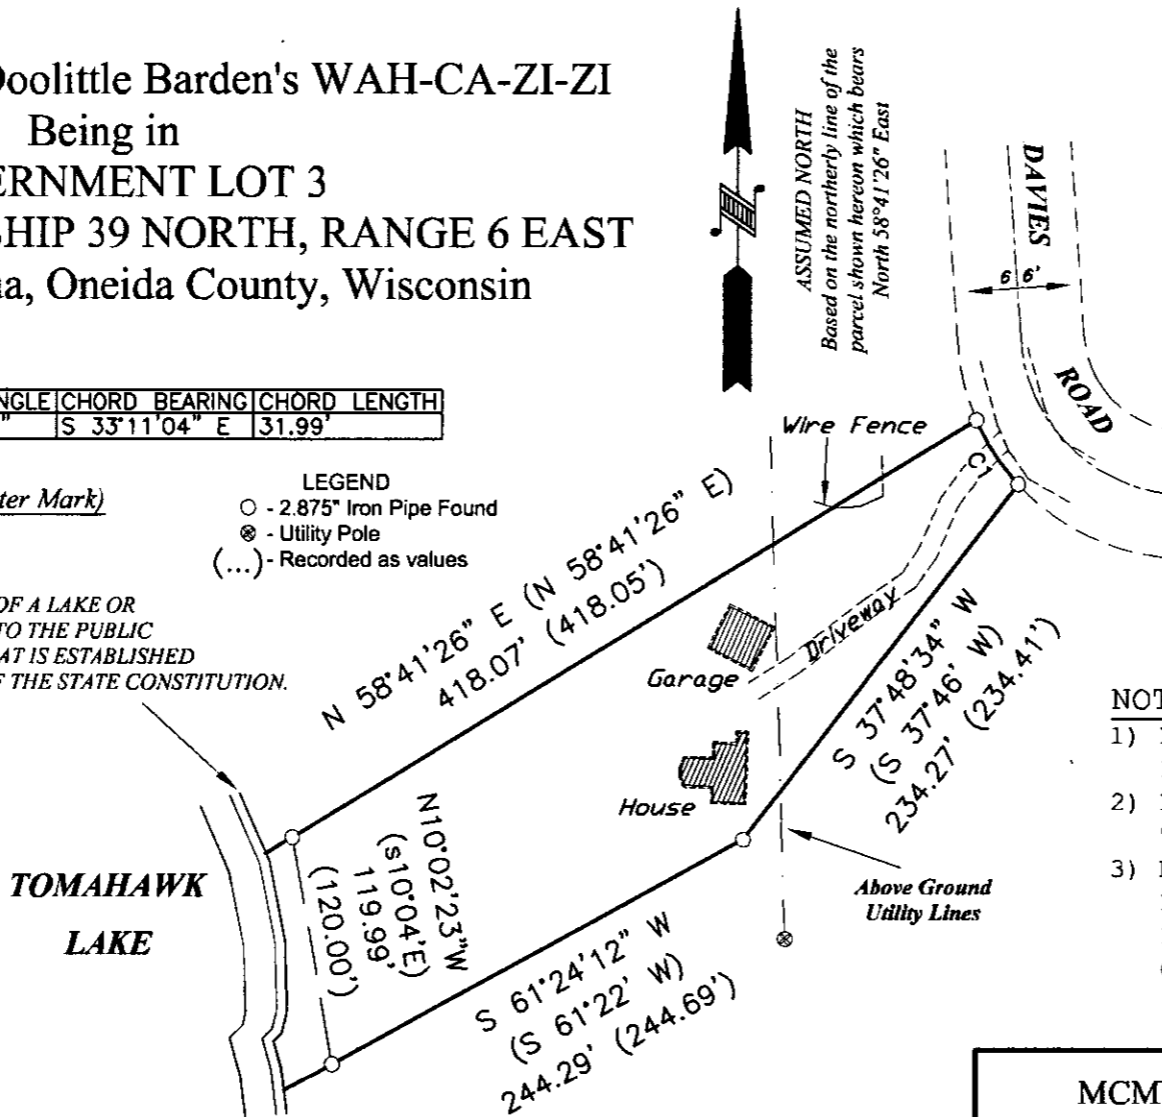 Doolittle Barden's WAH-CA-ZI-ZI
Being in
ERNMENT LOT 3
SHIP 39 NORTH, RANGE 6 EAST
a, Oneida County, Wisconsin
ASSUMED NORTH
Based on the northerly line of the
parcel shown hereon which bears
North 58°41'26" East
DAVIES
66'
ROAD
NGLE CHORD BEARING CHORD LENGTH
" S 33°11'04" E 31.99'
ter Mark)
LEGEND
○ - 2.875" Iron Pipe Found
⊗ - Utility Pole
(...) - Recorded as values
Wire Fence
C1
OF A LAKE OR
TO THE PUBLIC
AT IS ESTABLISHED
F THE STATE CONSTITUTION.
N 58°41'26" E (N 58°41'26" E)
418.07' (418.05')
Driveway
Garage
House
S 37°48'34" W
(S 37°46' W)
234.27' (234.41')
NOT
1)
2)
3)
TOMAHAWK
LAKE
N10°02'23"W
(s10°04'E)
119.99'
(120.00')
Above Ground
Utility Lines
S 61°24'12" W
(S 61°22' W)
244.29' (244.69')
MCM